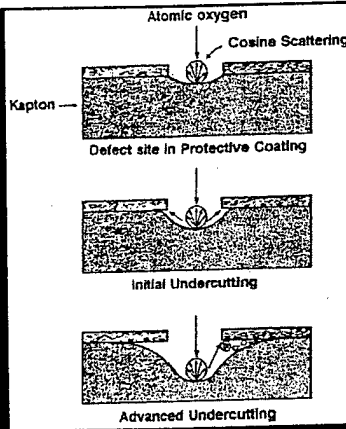 Atomic oxygen
Cosine Scattering
Kapton
Defect site in Protective Coating
Initial Undercutting
Advanced Undercutting